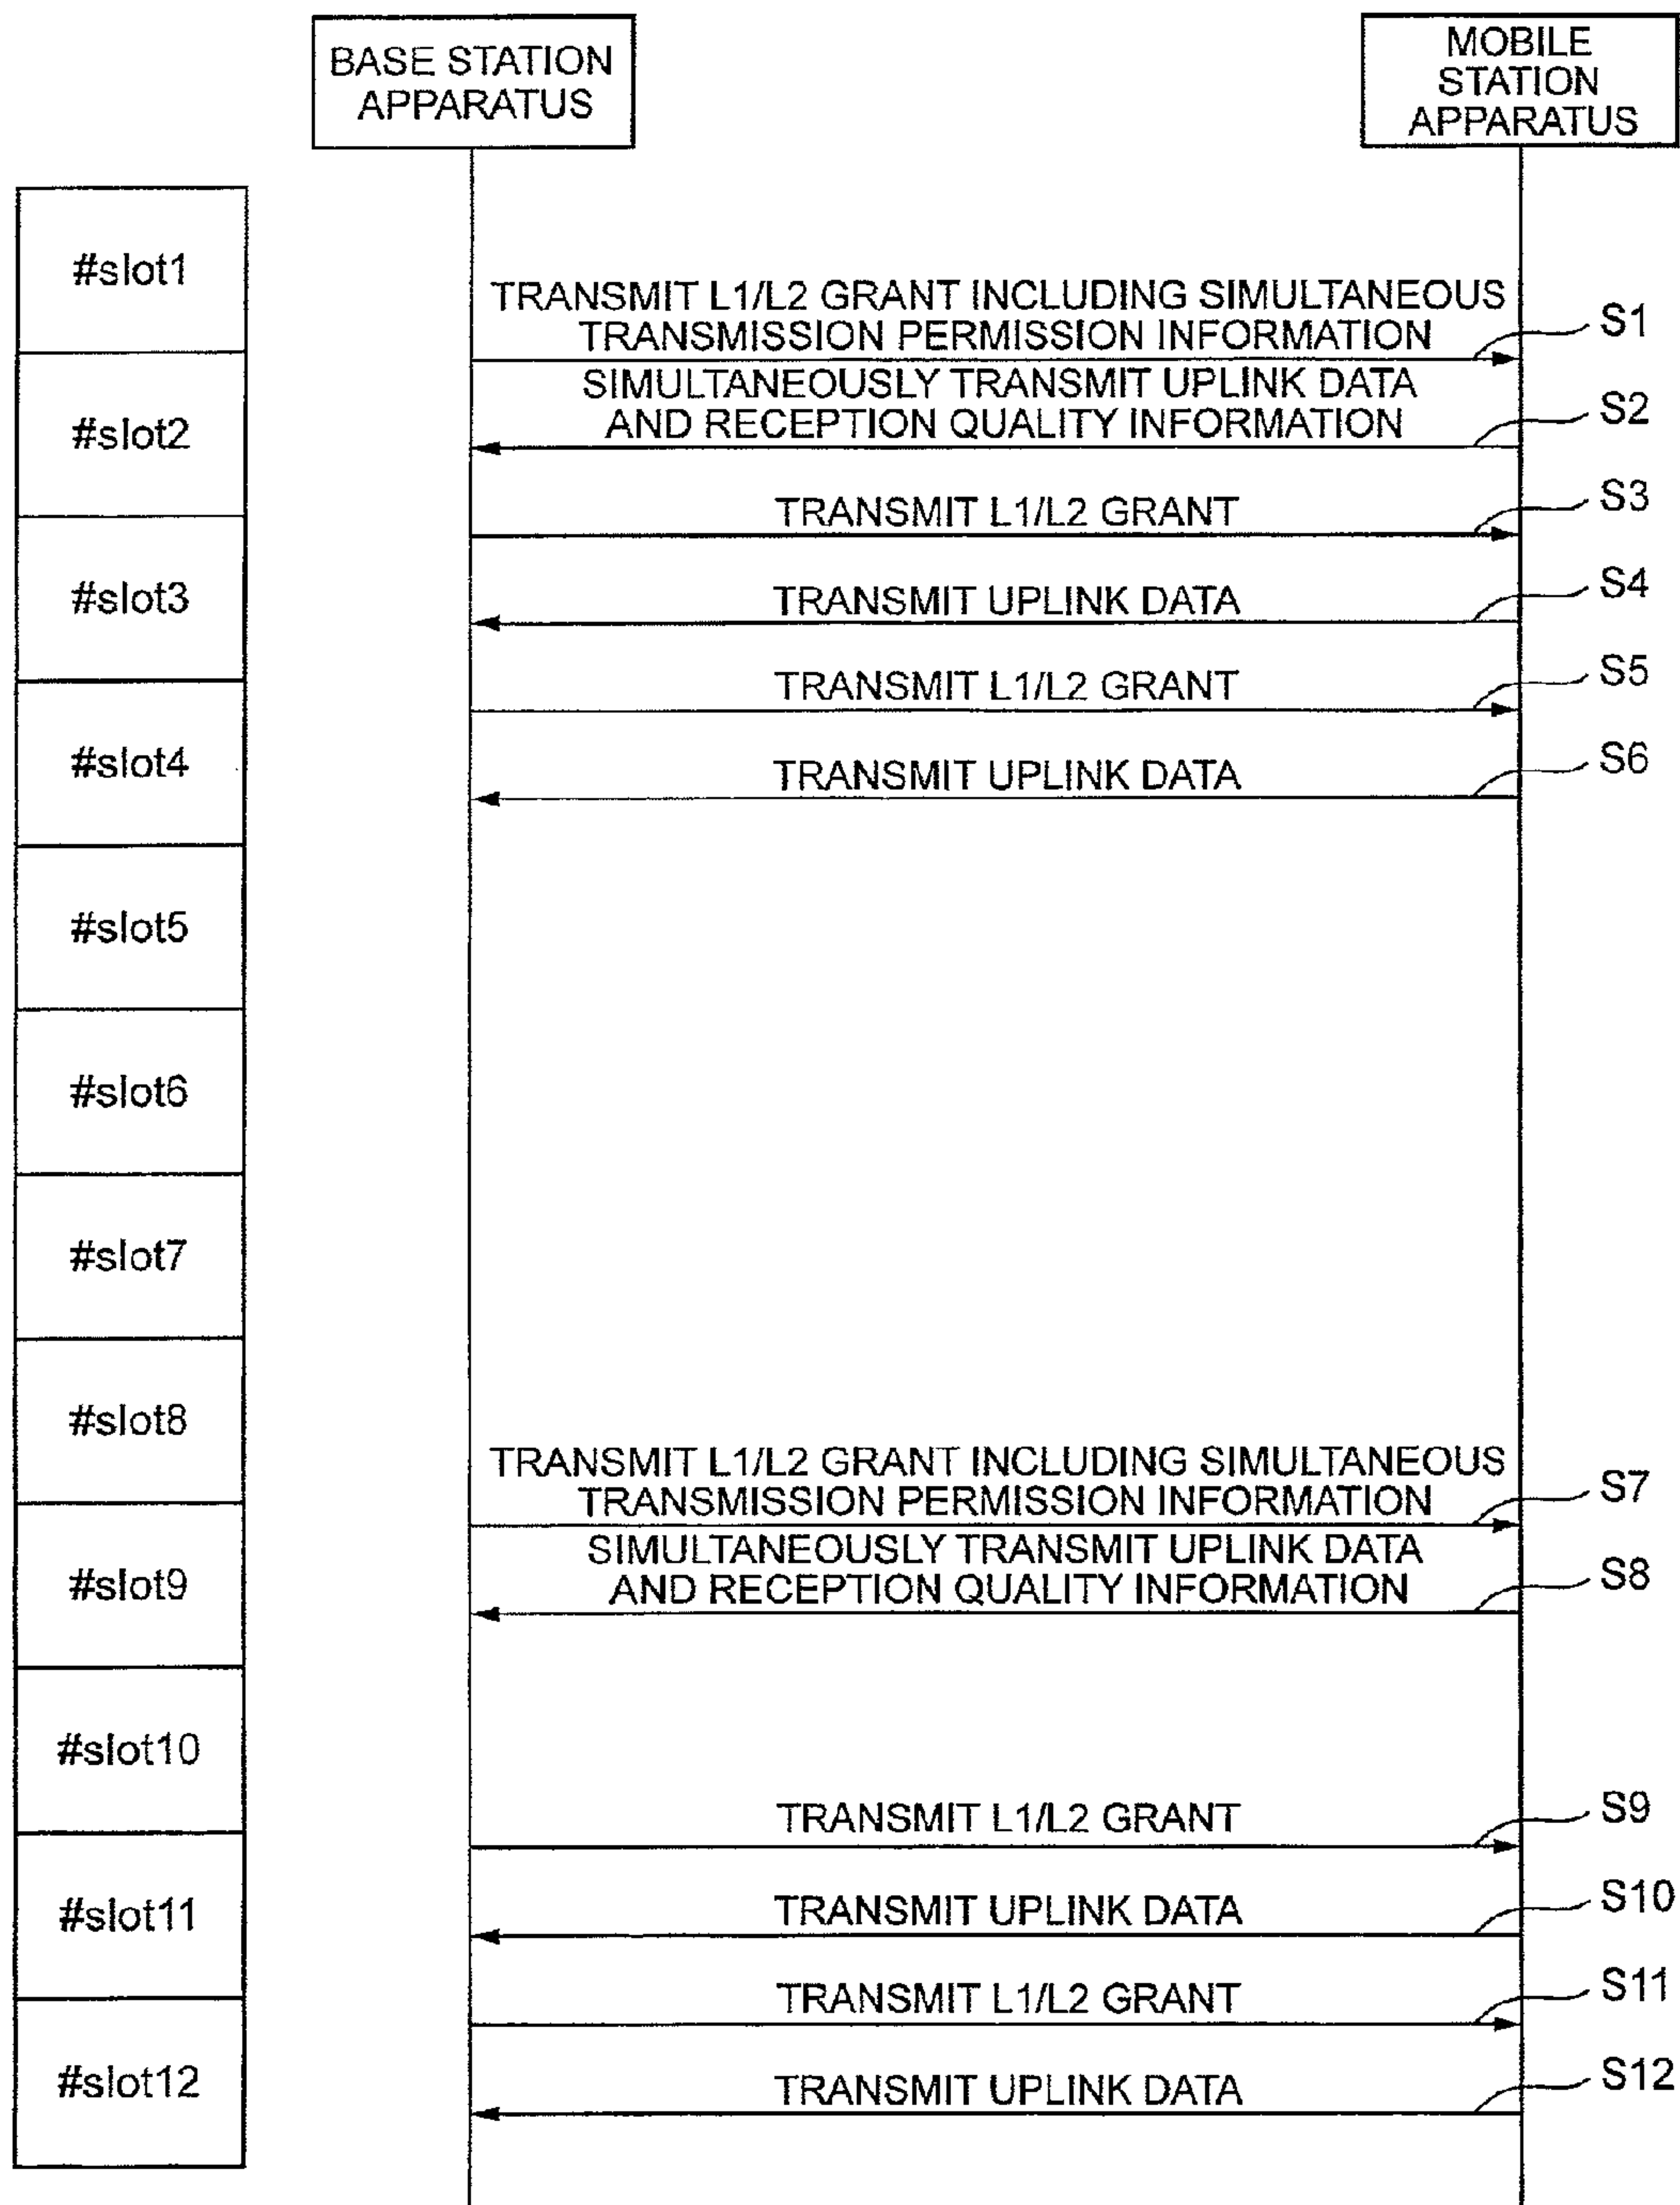 BASE STATION
APPARATUS
MOBILE
STATION
APPARATUS
#slot1
TRANSMIT L1/L2 GRANT INCLUDING SIMULTANEOUS
TRANSMISSION PERMISSION INFORMATION
S1
#slot2
SIMULTANEOUSLY TRANSMIT UPLINK DATA
AND RECEPTION QUALITY INFORMATION
S2
TRANSMIT L1/L2 GRANT
S3
#slot3
TRANSMIT UPLINK DATA
S4
TRANSMIT L1/L2 GRANT
S5
#slot4
TRANSMIT UPLINK DATA
S6
#slot5
#slot6
#slot7
#slot8
TRANSMIT L1/L2 GRANT INCLUDING SIMULTANEOUS
TRANSMISSION PERMISSION INFORMATION
S7
#slot9
SIMULTANEOUSLY TRANSMIT UPLINK DATA
AND RECEPTION QUALITY INFORMATION
S8
#slot10
TRANSMIT L1/L2 GRANT
S9
#slot11
TRANSMIT UPLINK DATA
S10
TRANSMIT L1/L2 GRANT
S11
#slot12
TRANSMIT UPLINK DATA
S12